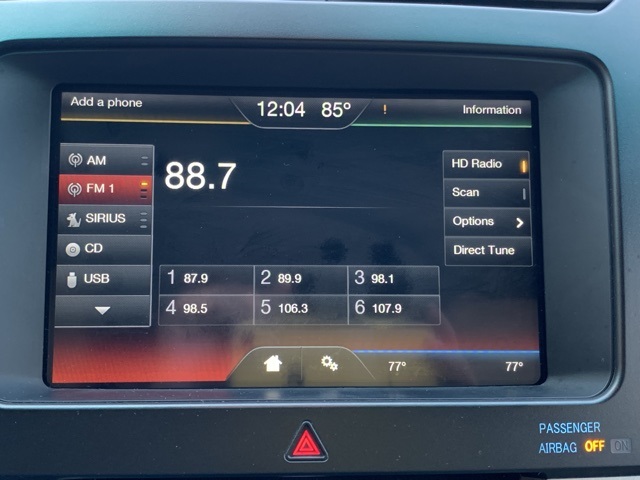 Add a phone
12:04 85°
!
Information
AM
FM 1
SIRIUS
CD
USB
88.7
HD Radio
Scan
Options >
Direct Tune
1 87.9 2 89.9 3 98.1
4 98.5 5 106.3 6 107.9
77° 77°
PASSENGER
AIRBAG OFF ON